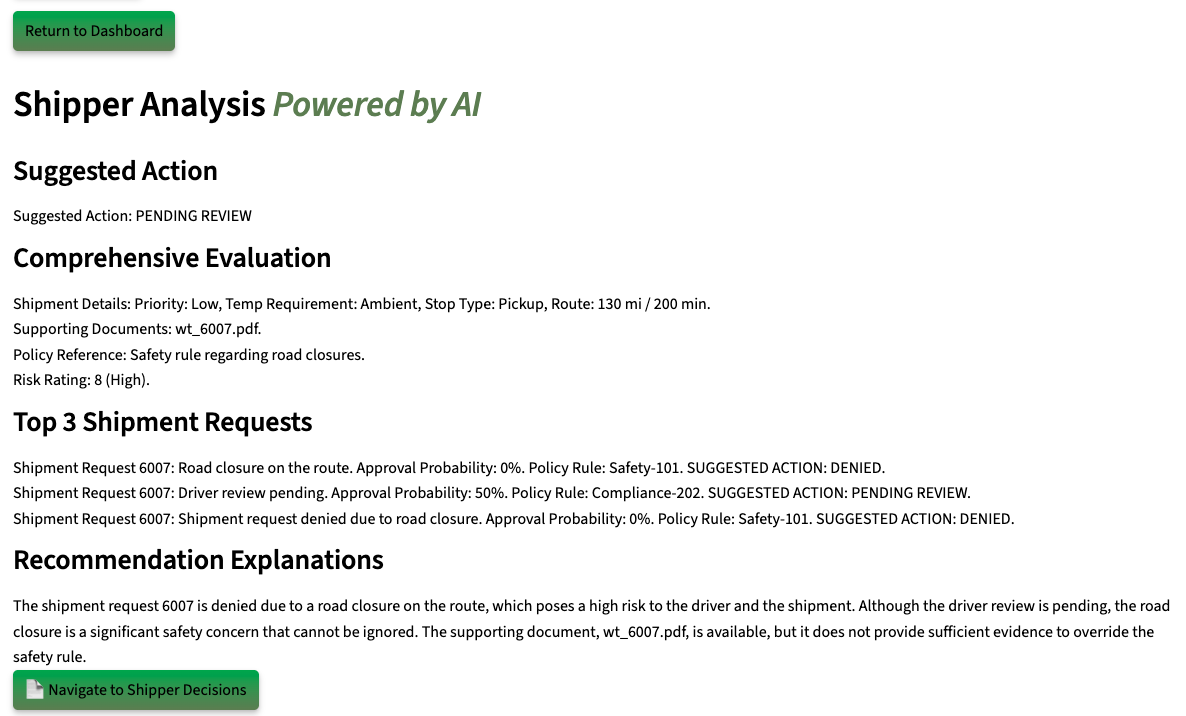 Return to Dashboard
Shipper Analysis Powered by AI
Suggested Action
Suggested Action: PENDING REVIEW
Comprehensive Evaluation
Shipment Details: Priority: Low, Temp Requirement: Ambient, Stop Type: Pickup, Route: 130 mi / 200 min.
Supporting Documents: wt_6007.pdf.
Policy Reference: Safety rule regarding road closures.
Risk Rating: 8 (High).
Top 3 Shipment Requests
Shipment Request 6007: Road closure on the route. Approval Probability: 0%. Policy Rule: Safety-101. SUGGESTED ACTION: DENIED.
Shipment Request 6007: Driver review pending. Approval Probability: 50%. Policy Rule: Compliance-202. SUGGESTED ACTION: PENDING REVIEW.
Shipment Request 6007: Shipment request denied due to road closure. Approval Probability: 0%. Policy Rule: Safety-101. SUGGESTED ACTION: DENIED.
Recommendation Explanations
The shipment request 6007 is denied due to a road closure on the route, which poses a high risk to the driver and the shipment. Although the driver review is pending, the road
closure is a significant safety concern that cannot be ignored. The supporting document, wt_6007.pdf, is available, but it does not provide sufficient evidence to override the
safety rule.
Navigate to Shipper Decisions